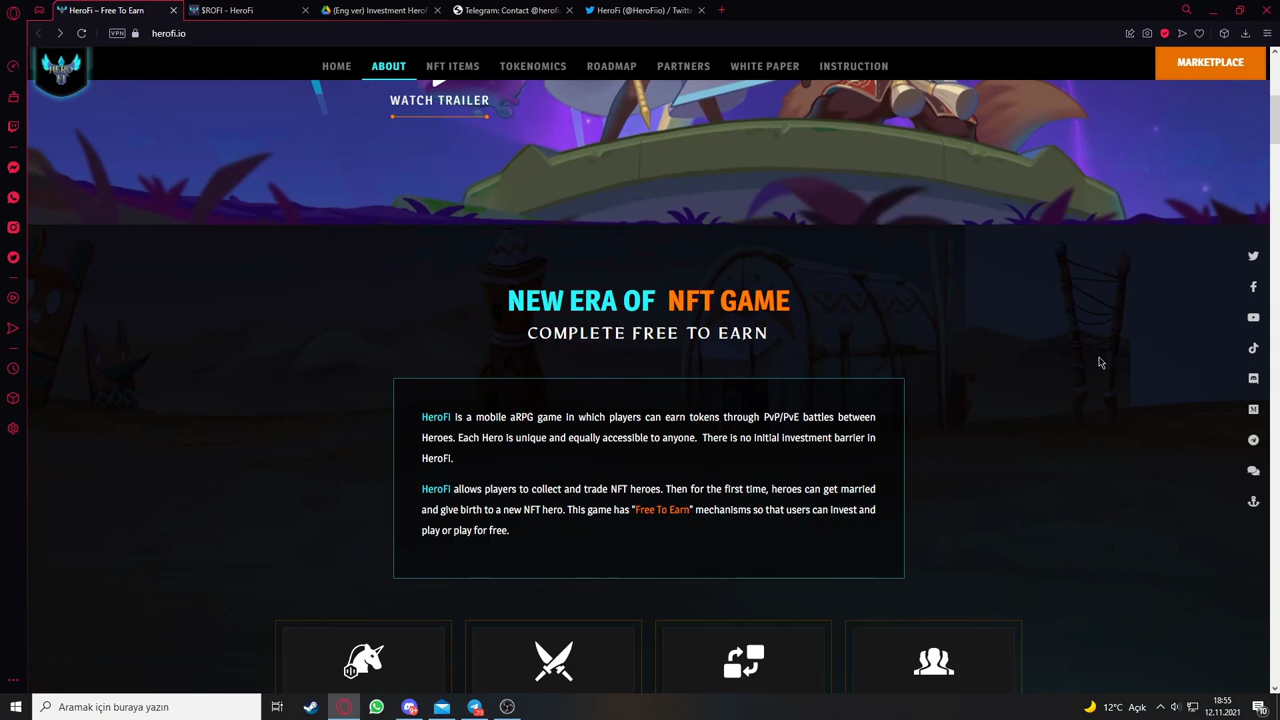 HeroFi – Free To Earn
$ROFI - HeroFi
(Eng ver) Investment HeroF
Telegram: Contact @herofi
HeroFi (@HeroFiio) / Twitte
VPN
herofi.io
HERO FI
HOME
ABOUT
NFT ITEMS
TOKENOMICS
ROADMAP
PARTNERS
WHITE PAPER
INSTRUCTION
MARKETPLACE
WATCH TRAILER
NEW ERA OF NFT GAME
COMPLETE FREE TO EARN
HeroFi is a mobile aRPG game in which players can earn tokens through PvP/PvE battles between
Heroes. Each Hero is unique and equally accessible to anyone. There is no initial investment barrier in
HeroFi.
HeroFi allows players to collect and trade NFT heroes. Then for the first time, heroes can get married
and give birth to a new NFT hero. This game has “Free To Earn” mechanisms so that users can invest and
play or play for free.
Aramak için buraya yazın
12°C Açık
18:55
12.11.2021
10